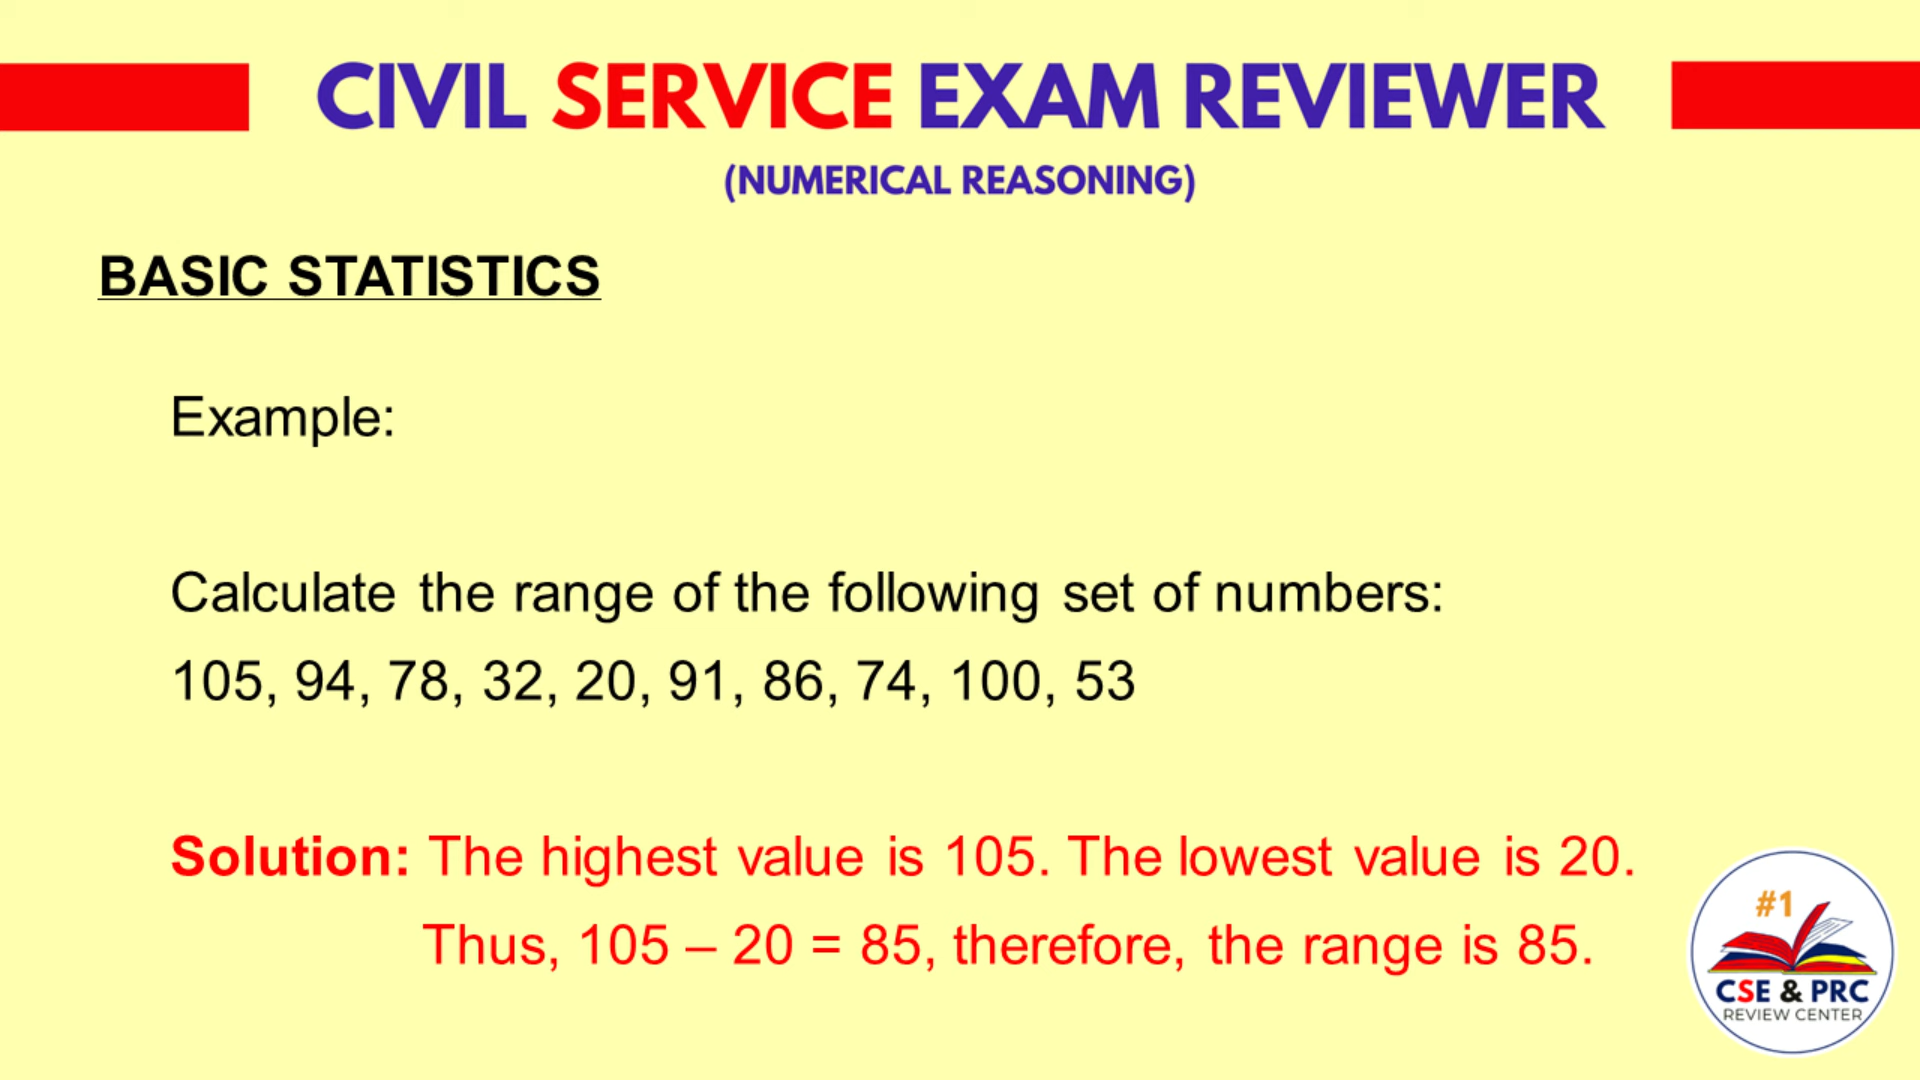 CIVIL SERVICE EXAM REVIEWER
(NUMERICAL REASONING)
BASIC STATISTICS
Example:
Calculate the range of the following set of numbers:
105, 94, 78, 32, 20, 91, 86, 74, 100, 53
Solution: The highest value is 105. The lowest value is 20.
Thus, 105 – 20 = 85, therefore, the range is 85.
#1
CSE & PRC
REVIEW CENTER